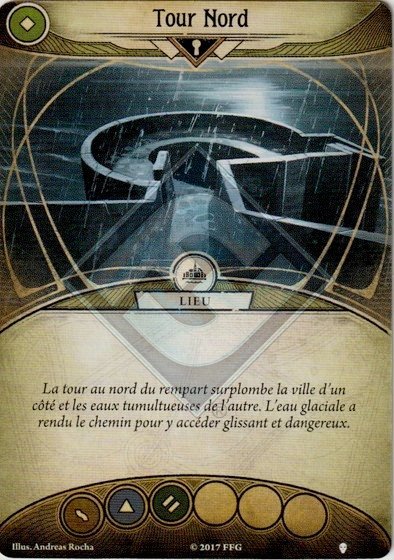 Tour Nord
LIEU
La tour au nord du rempart surplombe la ville d'un
côté et les eaux tumultueuses de l'autre. L'eau glaciale a
rendu le chemin pour y accéder glissant et dangereux.
Illus. Andreas Rocha
© 2017 FFG